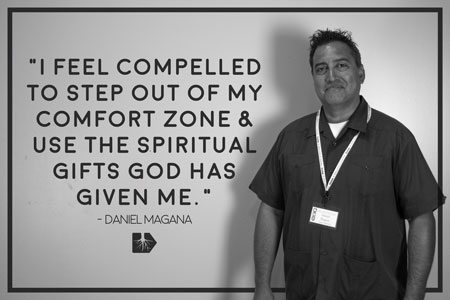 "I FEEL COMPELLED
TO STEP OUT OF MY
COMFORT ZONE &
USE THE SPIRITUAL
GIFTS GOD HAS
GIVEN ME."
- DANIEL MAGANA